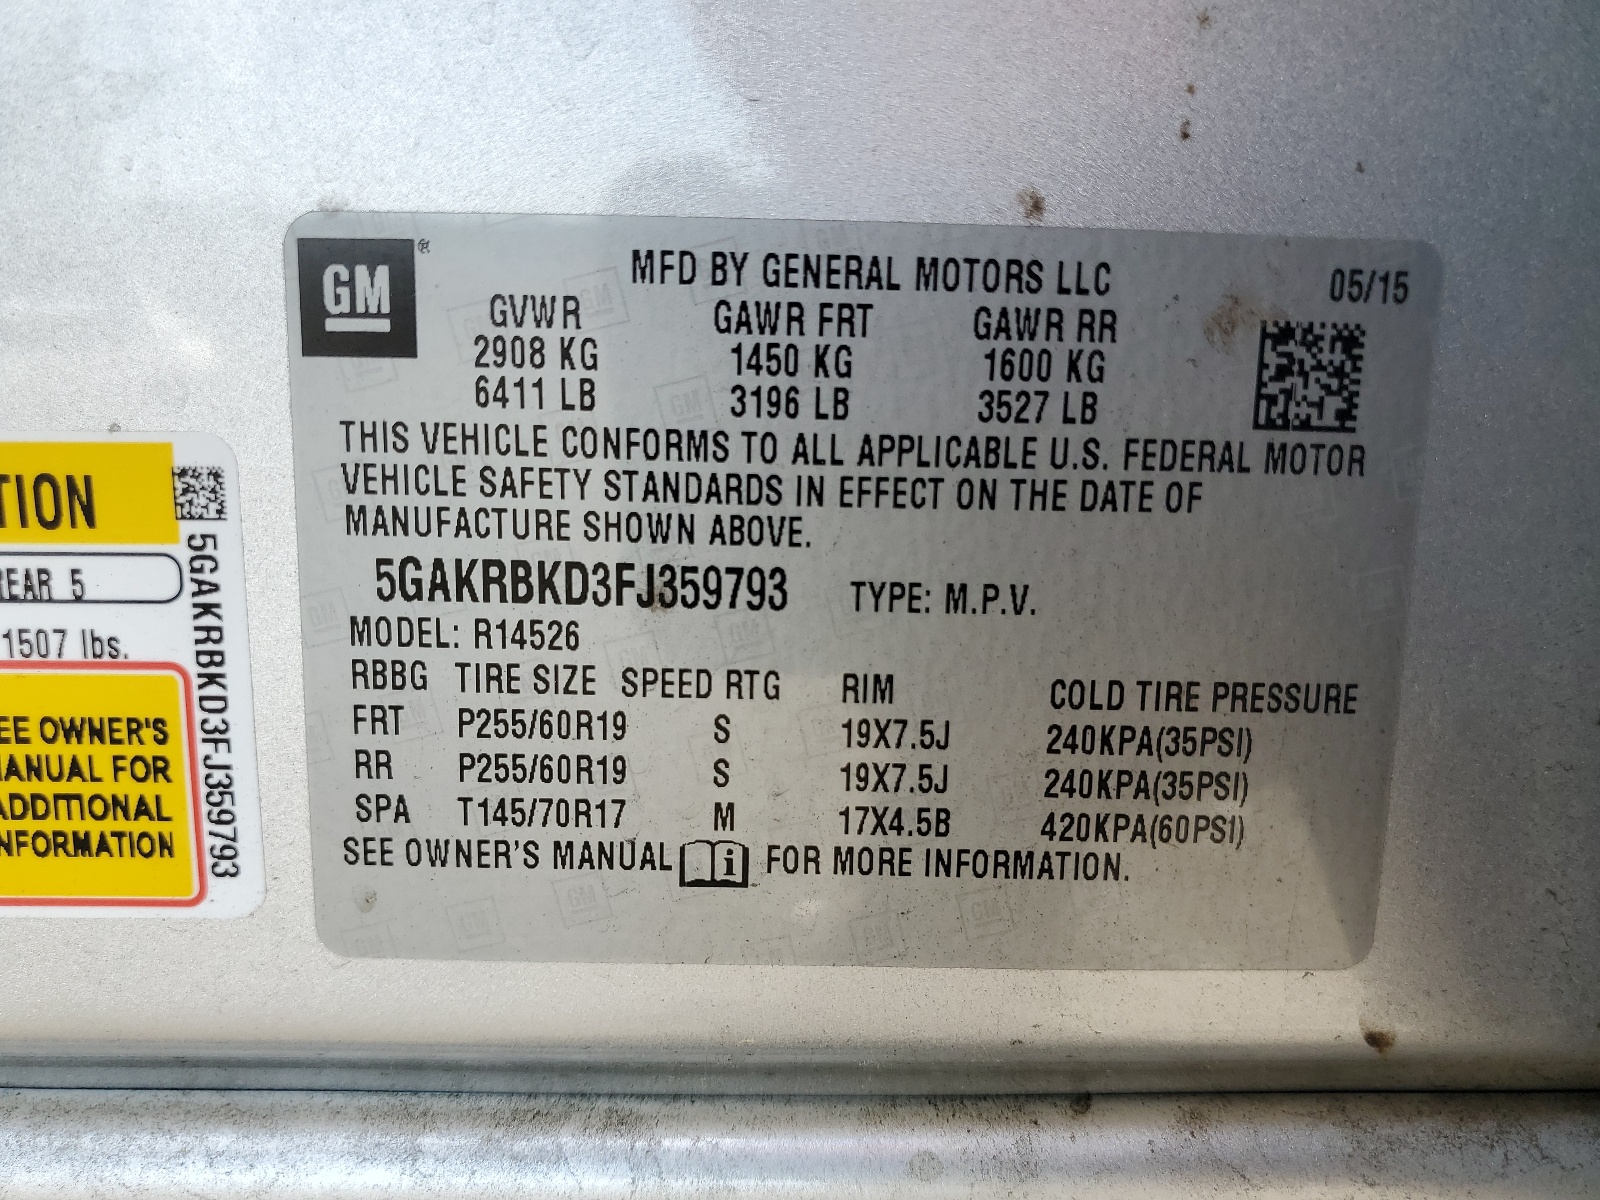 GM ®
MFD BY GENERAL MOTORS LLC 05/15
GVWR GAWR FRT GAWR RR
2908 KG 1450 KG 1600 KG
6411 LB 3196 LB 3527 LB
THIS VEHICLE CONFORMS TO ALL APPLICABLE U.S. FEDERAL MOTOR
VEHICLE SAFETY STANDARDS IN EFFECT ON THE DATE OF
MANUFACTURE SHOWN ABOVE.
5GAKRBKD3FJ359793 TYPE: M.P.V.
MODEL: R14526
RBBG TIRE SIZE SPEED RTG RIM COLD TIRE PRESSURE
FRT P255/60R19 S 19X7.5J 240KPA(35PSI)
RR P255/60R19 S 19X7.5J 240KPA(35PSI)
SPA T145/70R17 M 17X4.5B 420KPA(60PSI)
SEE OWNER'S MANUAL i FOR MORE INFORMATION.
TION
REAR 5
1507 lbs.
EE OWNER'S
ANUAL FOR
ADDITIONAL
NFORMATION
5GAKRBKD3FJ359793